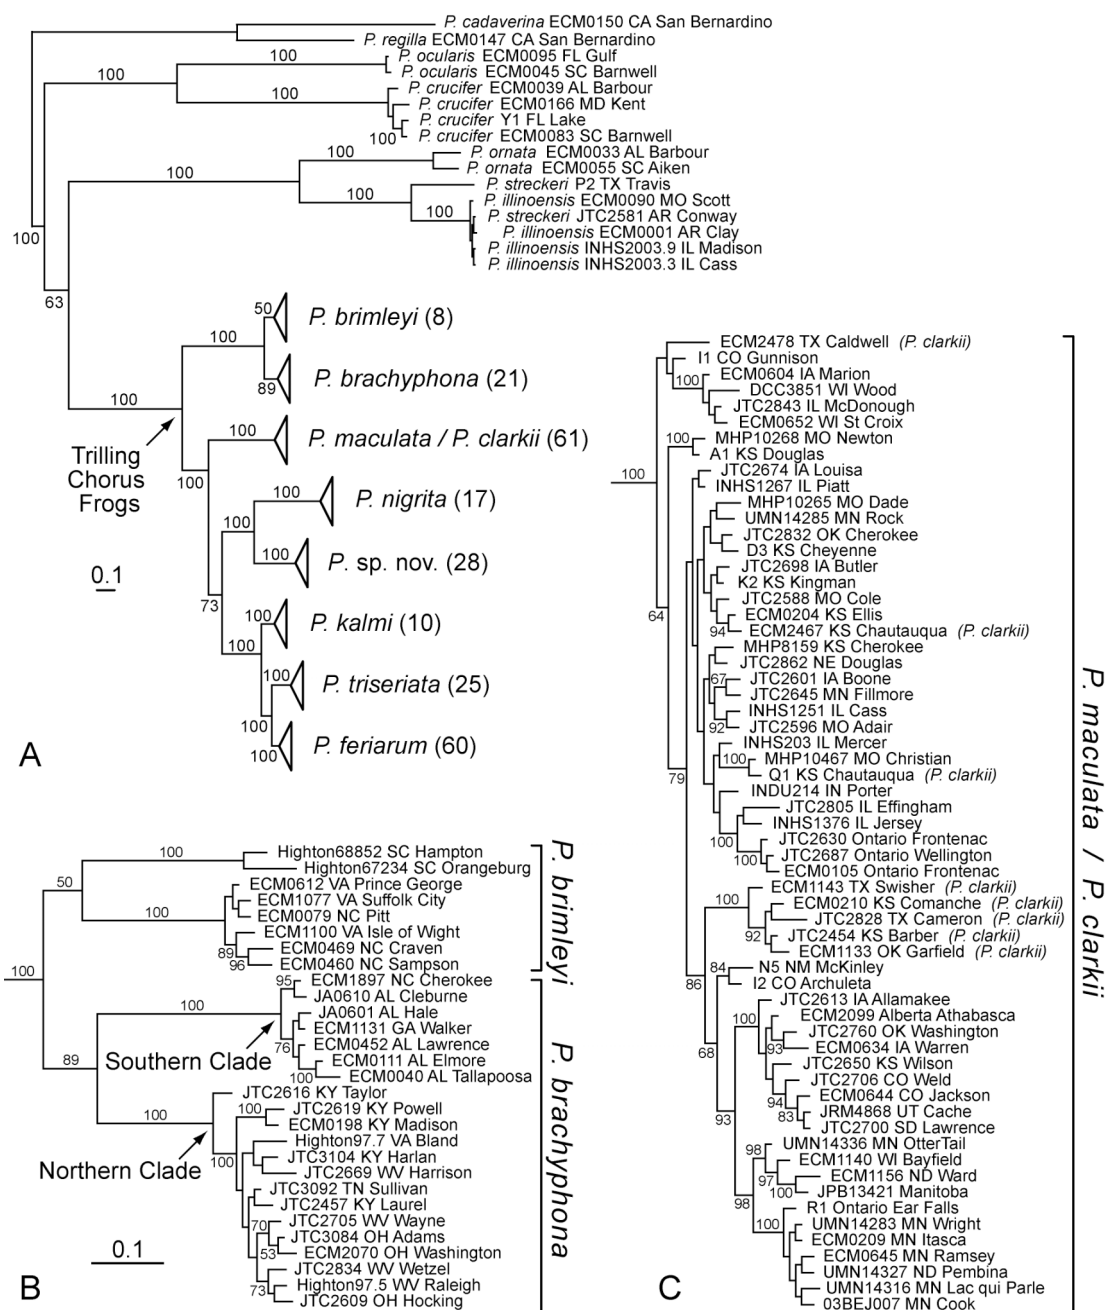 P. cadaverina ECM0150 CA San Bernardino
P. regilla ECM0147 CA San Bernardino
100
P. ocularis ECM0095 FL Gulf
100
P. ocularis ECM0045 SC Barnwell
P. crucifer ECM0039 AL Barbour
100
P. crucifer ECM0166 MD Kent
P. crucifer Y1 FL Lake
100
P. crucifer ECM0083 SC Barnwell
100
P. ornata ECM0033 AL Barbour
P. ornata ECM0055 SC Aiken
100
P. streckeri P2 TX Travis
100
P. illinoensis ECM0090 MO Scott
100
P. streckeri JTC2581 AR Conway
P. illinoensis ECM0001 AR Clay
100
P. illinoensis INHS2003.9 IL Madison
P. illinoensis INHS2003.3 IL Cass
63
50
P. brimleyi (8)
100
P. brachyphona (21)
89
100
Trilling
Chorus
Frogs
100
P. maculata / P. clarkii (61)
100
100
P. nigrita (17)
100
100
P. sp. nov. (28)
0.1
73
100
P. kalmi (10)
100
100
P. triseriata (25)
100
100
P. feriarum (60)
A
100
Highton68852 SC Hampton
Highton67234 SC Orangeburg
50
ECM0612 VA Prince George
ECM1077 VA Suffolk City
100
ECM0079 NC Pitt
ECM1100 VA Isle of Wight
89
ECM0469 NC Craven
96
ECM0460 NC Sampson
P. brimleyi
100
95
ECM1897 NC Cherokee
JA0610 AL Cleburne
100
JA0601 AL Hale
ECM1131 GA Walker
76
ECM0452 AL Lawrence
Southern Clade
ECM0111 AL Elmore
100
ECM0040 AL Tallapoosa
89
JTC2616 KY Taylor
100
JTC2619 KY Powell
100
ECM0198 KY Madison
Highton97.7 VA Bland
Northern Clade
100
JTC3104 KY Harlan
JTC2669 WV Harrison
JTC3092 TN Sullivan
JTC2457 KY Laurel
70
JTC2705 WV Wayne
JTC3084 OH Adams
53
ECM2070 OH Washington
JTC2834 WV Wetzel
73
Highton97.5 WV Raleigh
JTC2609 OH Hocking
P. brachyphona
0.1
B
ECM2478 TX Caldwell (P. clarkii)
I1 CO Gunnison
ECM0604 IA Marion
100
DCC3851 WI Wood
JTC2843 IL McDonough
ECM0652 WI St Croix
100
MHP10268 MO Newton
A1 KS Douglas
100
JTC2674 IA Louisa
INHS1267 IL Piatt
MHP10265 MO Dade
UMN14285 MN Rock
JTC2832 OK Cherokee
D3 KS Cheyenne
JTC2698 IA Butler
K2 KS Kingman
JTC2588 MO Cole
64
ECM0204 KS Ellis
94
ECM2467 KS Chautauqua (P. clarkii)
MHP8159 KS Cherokee
JTC2862 NE Douglas
67
JTC2601 IA Boone
JTC2645 MN Fillmore
INHS1251 IL Cass
92
JTC2596 MO Adair
INHS203 IL Mercer
100
MHP10467 MO Christian
79
Q1 KS Chautauqua (P. clarkii)
INDU214 IN Porter
JTC2805 IL Effingham
INHS1376 IL Jersey
100
JTC2630 Ontario Frontenac
100
JTC2687 Ontario Wellington
ECM0105 Ontario Frontenac
ECM1143 TX Swisher (P. clarkii)
100
ECM0210 KS Comanche (P. clarkii)
JTC2828 TX Cameron (P. clarkii)
92
JTC2454 KS Barber (P. clarkii)
ECM1133 OK Garfield (P. clarkii)
84
N5 NM McKinley
86
I2 CO Archuleta
JTC2613 IA Allamakee
100
ECM2099 Alberta Athabasca
JTC2760 OK Washington
93
ECM0634 IA Warren
68
JTC2650 KS Wilson
JTC2706 CO Weld
94
ECM0644 CO Jackson
83
JRM4868 UT Cache
JTC2700 SD Lawrence
93
UMN14336 MN OtterTail
98
ECM1140 WI Bayfield
97
ECM1156 ND Ward
100
JPB13421 Manitoba
98
R1 Ontario Ear Falls
100
UMN14283 MN Wright
ECM0209 MN Itasca
ECM0645 MN Ramsey
UMN14327 ND Pembina
UMN14316 MN Lac qui Parle
03BEJ007 MN Cook
P. maculata / P. clarkii
C